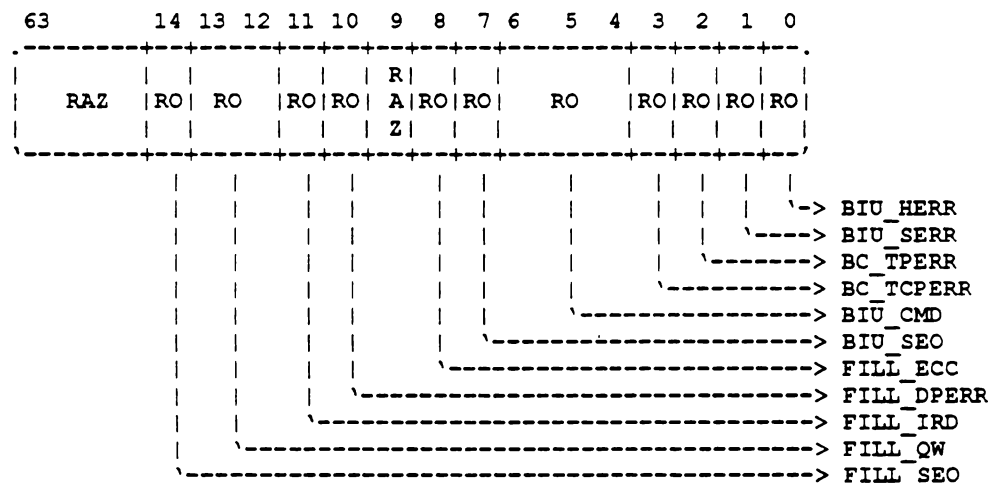 63 14 13 12 11 10 9 8 7 6 5 4 3 2 1 0
R
RAZ RO RO RO RO A RO RO RO RO RO RO RO
Z
BIU_HERR
BIU_SERR
BC_TPERR
BC_TCPERR
BIU_CMD
BIU_SEO
FILL_ECC
FILL_DPERR
FILL_IRD
FILL_QW
FILL_SEO